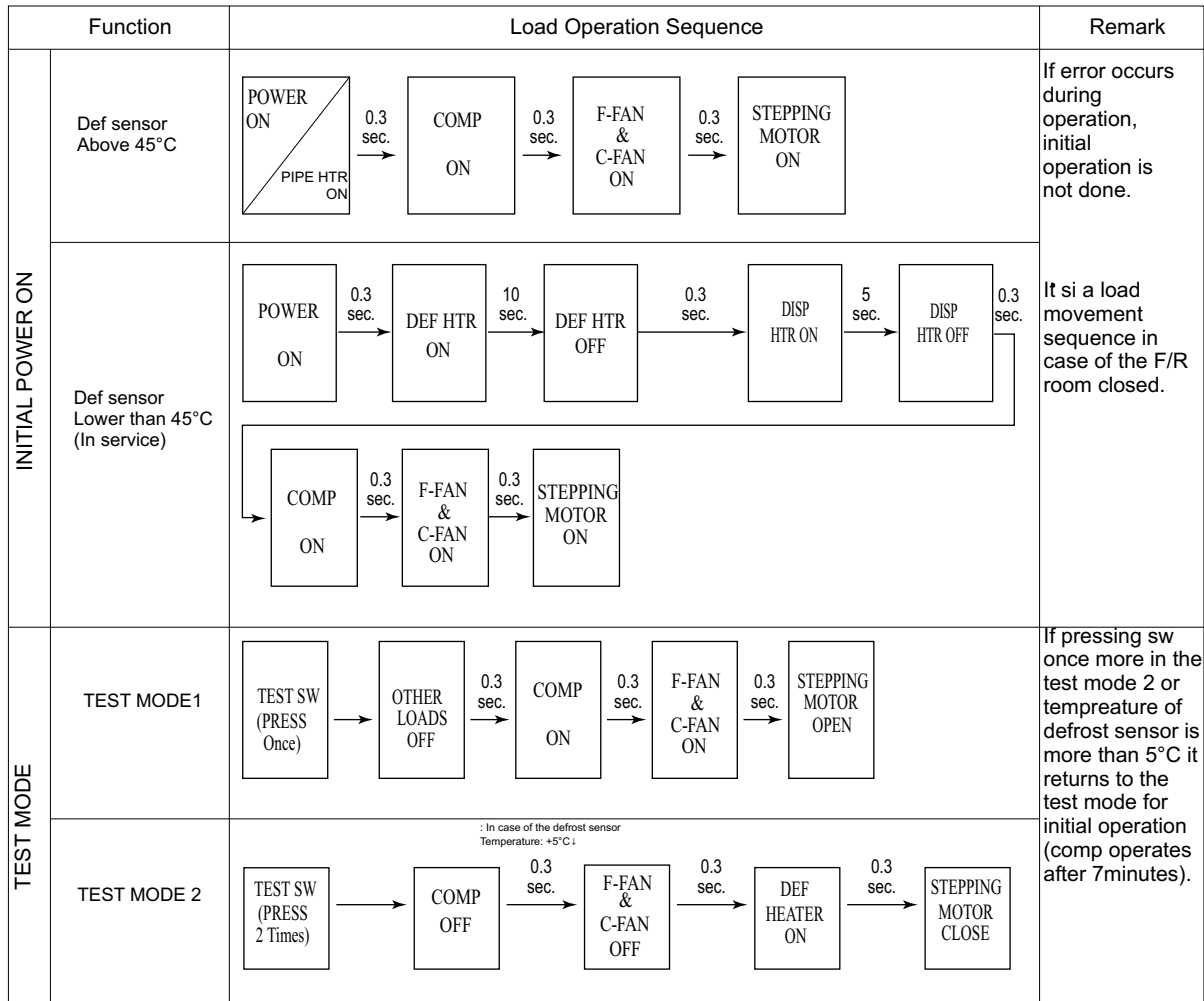 Function
Load Operation Sequence
Remark
INITIAL POWER ON
Def sensor
Above 45°C
POWER
ON
PIPE HTR
ON
0.3
sec.
COMP
ON
0.3
sec.
F-FAN
&
C-FAN
ON
0.3
sec.
STEPPING
MOTOR
ON
If error occurs
during
operation,
initial
operation is
not done.
Def sensor
Lower than 45°C
(In service)
POWER
ON
0.3
sec.
DEF HTR
ON
10
sec.
DEF HTR
OFF
0.3
sec.
DISP
HTR ON
5
sec.
DISP
HTR OFF
0.3
sec.
COMP
ON
0.3
sec.
F-FAN
&
C-FAN
ON
0.3
sec.
STEPPING
MOTOR
ON
It si a load
movement
sequence in
case of the F/R
room closed.
TEST MODE
TEST MODE1
TEST SW
(PRESS
Once)
OTHER
LOADS
OFF
0.3
sec.
COMP
ON
0.3
sec.
F-FAN
&
C-FAN
ON
0.3
sec.
STEPPING
MOTOR
OPEN
If pressing sw
once more in the
test mode 2 or
tempreature of
defrost sensor is
more than 5°C it
returns to the
test mode for
initial operation
(comp operates
after 7minutes).
TEST MODE 2
: In case of the defrost sensor
Temperature: +5°C↓
TEST SW
(PRESS
2 Times)
COMP
OFF
0.3
sec.
F-FAN
&
C-FAN
OFF
0.3
sec.
DEF
HEATER
ON
0.3
sec.
STEPPING
MOTOR
CLOSE